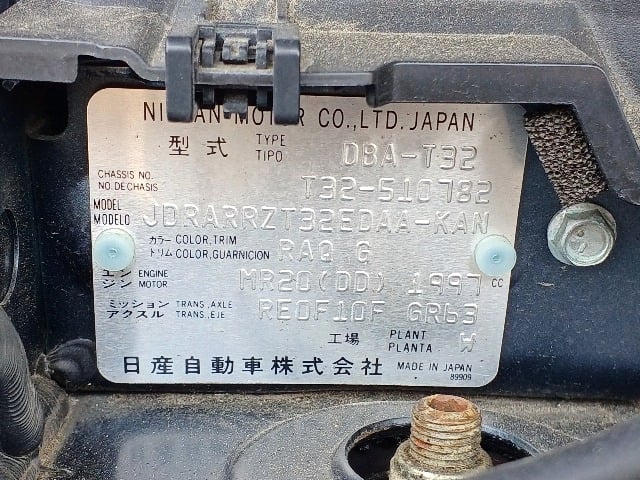 NISSAN MOTOR CO.,LTD.JAPAN
型式 TYPE TIPO DBA-T32
CHASSIS NO. NO.DECHASIS T32-510782
MODEL MODELO JDRARRZT32EDAA-KAN
カラー COLOR,TRIM
トリム COLOR,GUARNICION RAQ G
エンジン ENGINE MOTOR MR20(DD) 1997 CC
ミッション TRANS.,AXLE
アクスル TRANS.,EJE RE0F10F GR63
工場 PLANT PLANTA W
日産自動車株式会社 MADE IN JAPAN
89909